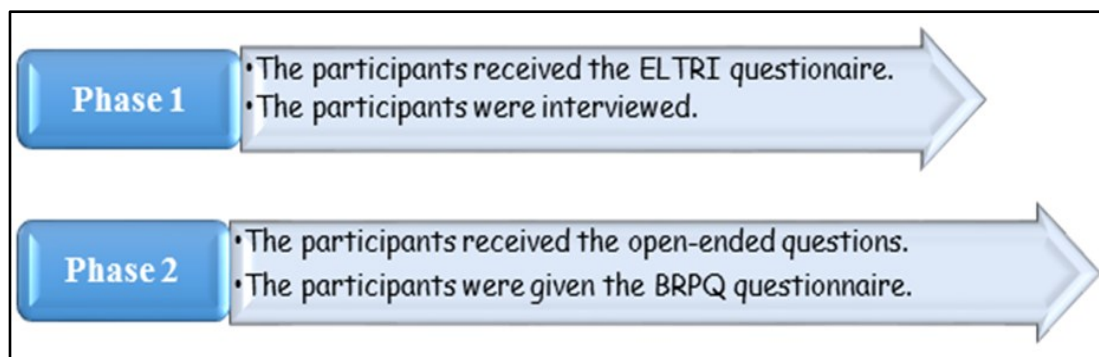 Phase 1
•The participants received the ELTRI questionaire.
•The participants were interviewed.
Phase 2
•The participants received the open-ended questions.
•The participants were given the BRPQ questionnaire.